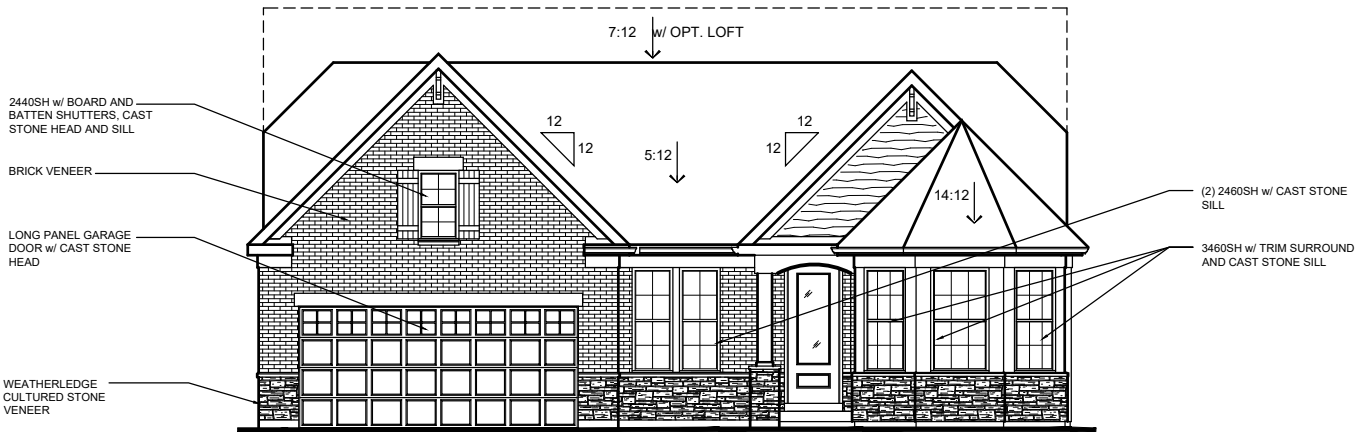 7:12 w/ OPT. LOFT
2440SH w/ BOARD AND
BATTEN SHUTTERS, CAST
STONE HEAD AND SILL
12
12
5:12
12
12
BRICK VENEER
14:12
(2) 2460SH w/ CAST STONE
SILL
LONG PANEL GARAGE
DOOR w/ CAST STONE
HEAD
3460SH w/ TRIM SURROUND
AND CAST STONE SILL
WEATHERLEDGE
CULTURED STONE
VENEER